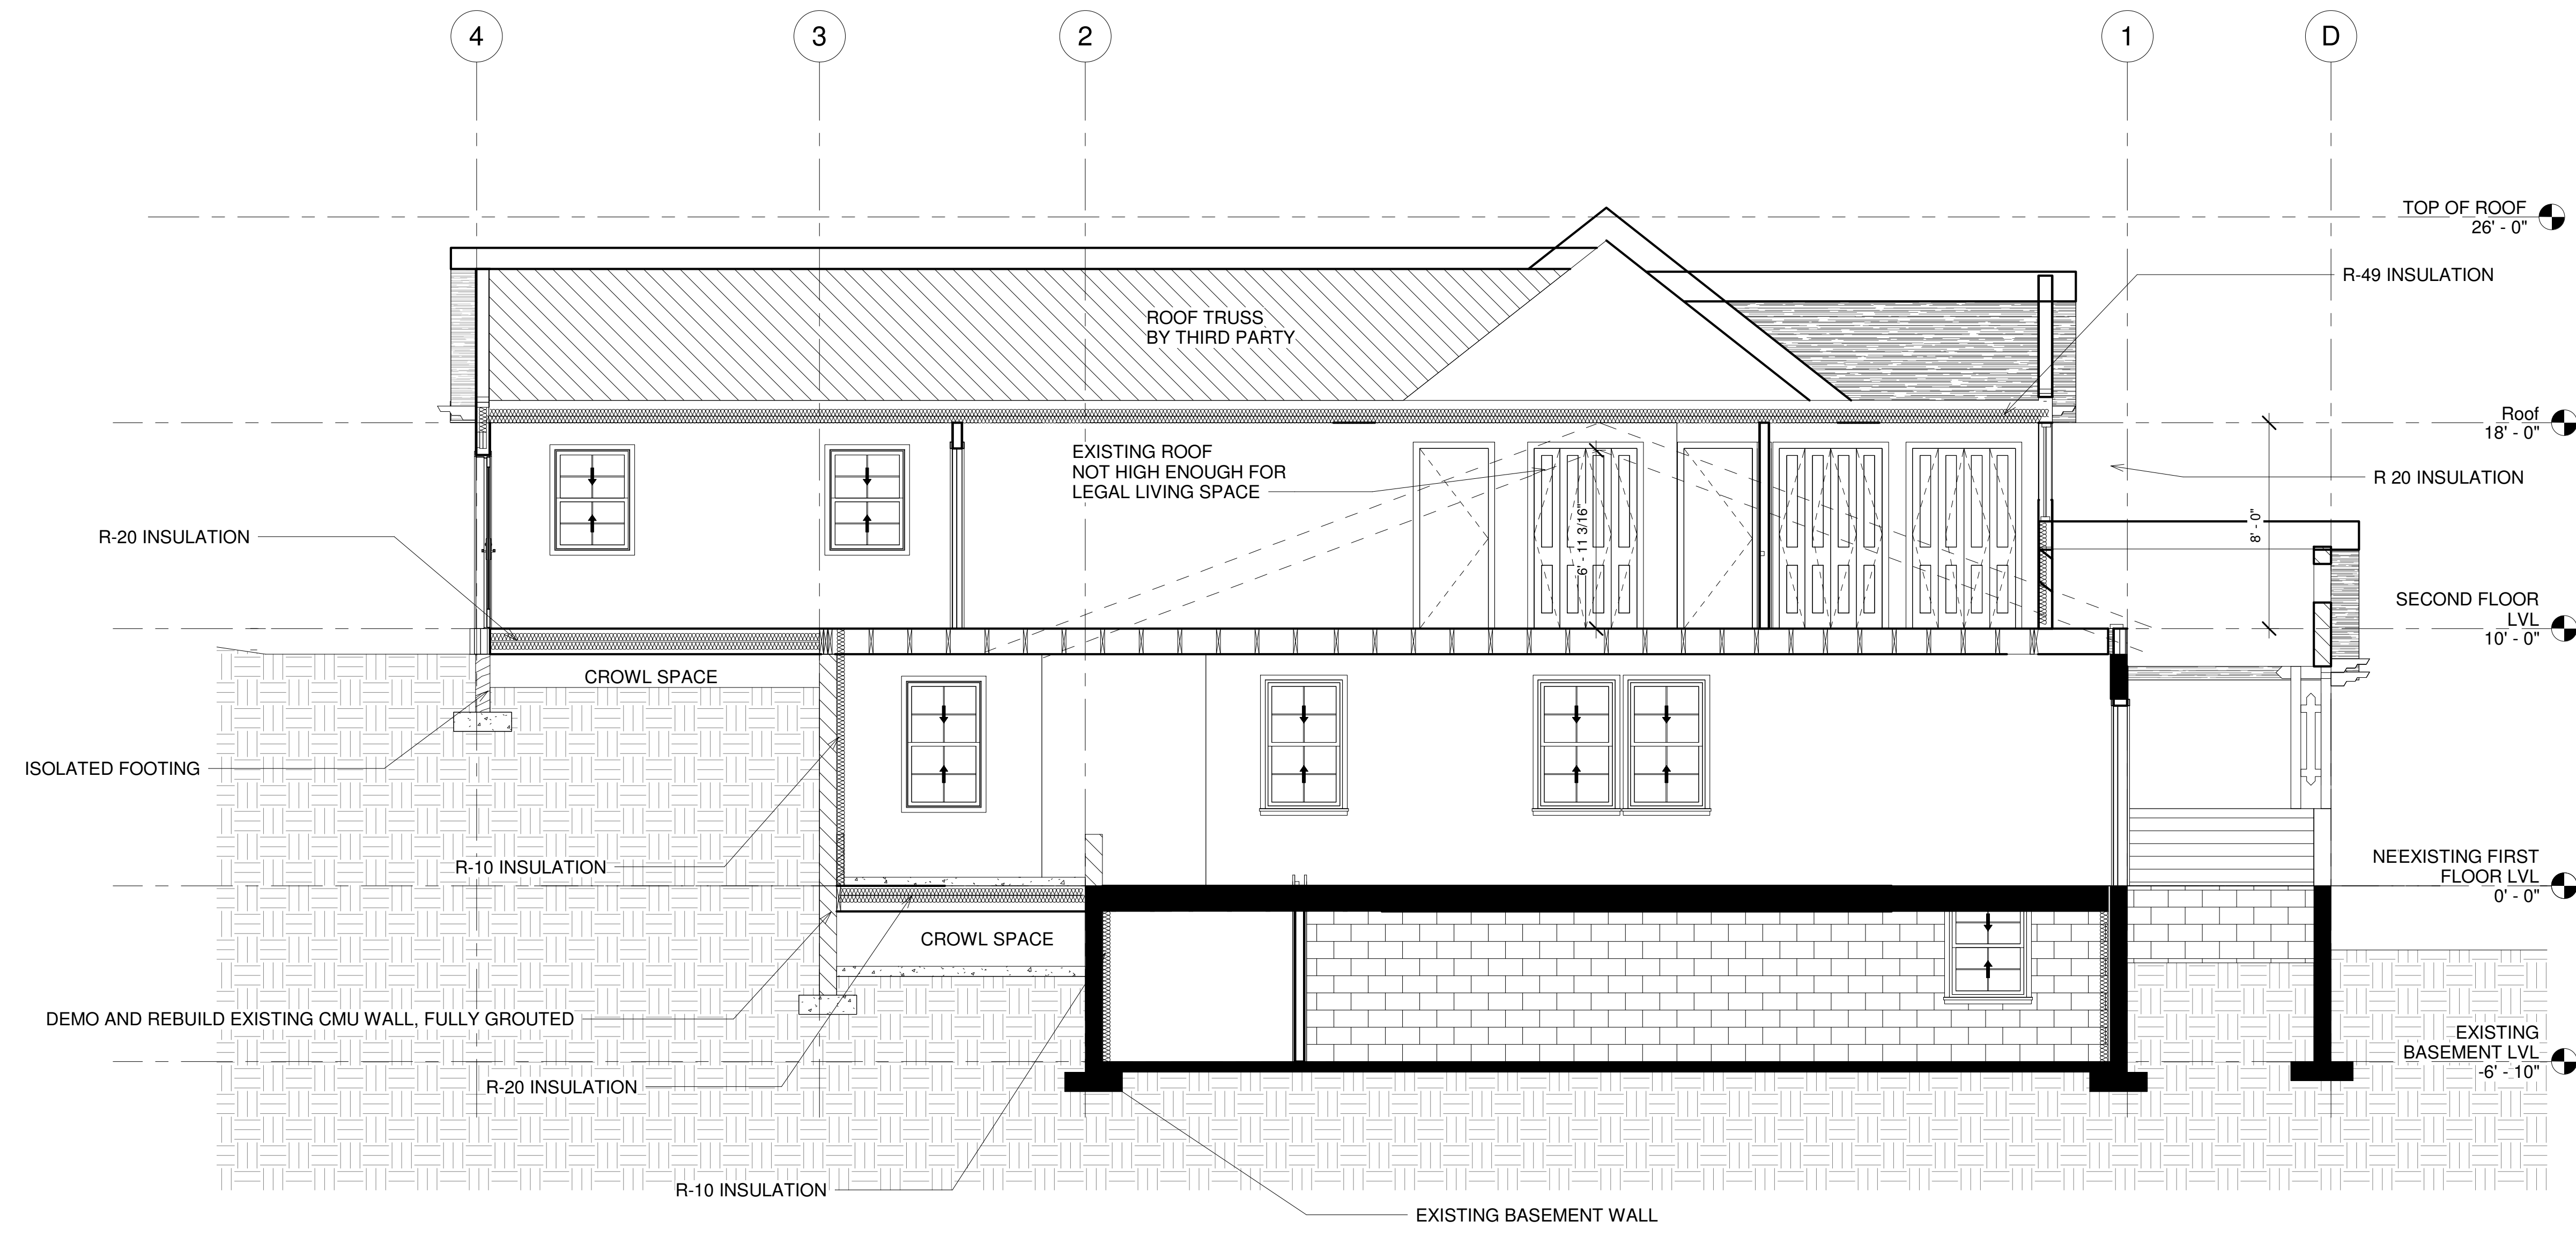 4
3
2
1
D
TOP OF ROOF
26' - 0"
R-49 INSULATION
ROOF TRUSS
BY THIRD PARTY
Roof
18' - 0"
EXISTING ROOF
NOT HIGH ENOUGH FOR
LEGAL LIVING SPACE
R 20 INSULATION
R-20 INSULATION
6' - 11 13/16"
8' - 0"
SECOND FLOOR
LVL
10' - 0"
CROWL SPACE
ISOLATED FOOTING
R-10 INSULATION
NEEXISTING FIRST
FLOOR LVL
0' - 0"
CROWL SPACE
DEMO AND REBUILD EXISTING CMU WALL, FULLY GROUTED
EXISTING
BASEMENT LVL
-6' - 10"
R-20 INSULATION
R-10 INSULATION
EXISTING BASEMENT WALL